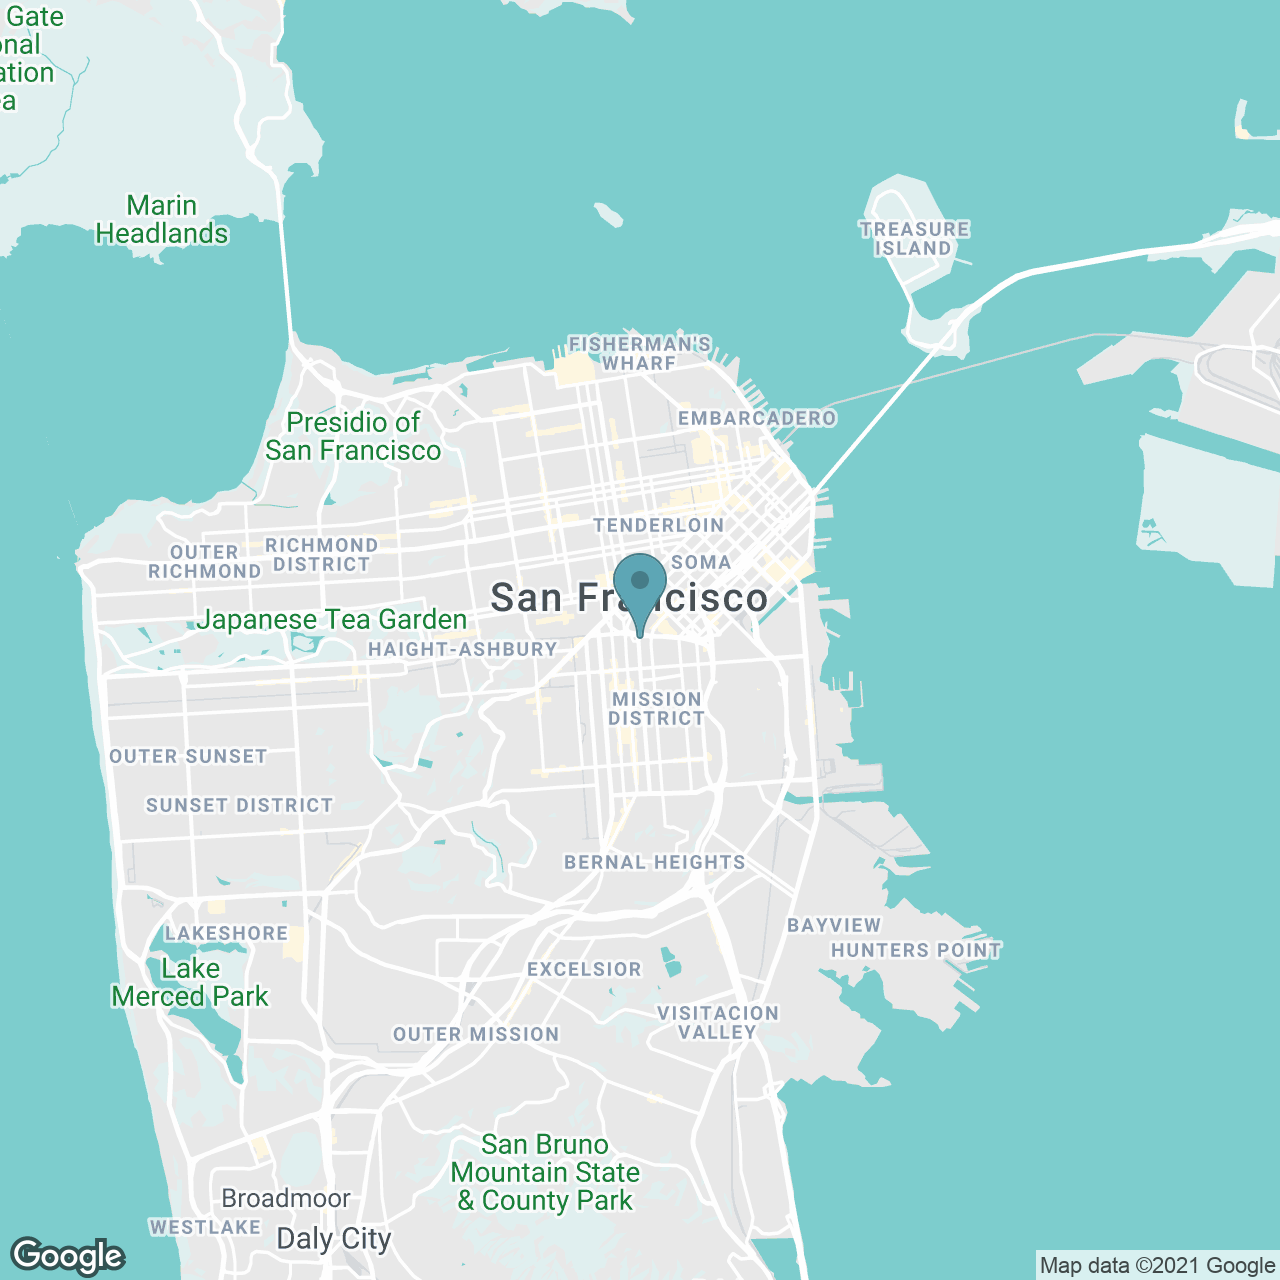 Gate
onal
ation
ea
Marin
Headlands
TREASURE
ISLAND
FISHERMAN'S
WHARF
EMBARCADERO
Presidio of
San Francisco
TENDERLOIN
SOMA
RICHMOND
DISTRICT
OUTER
RICHMOND
San Francisco
Japanese Tea Garden
HAIGHT-ASHBURY
MISSION
DISTRICT
OUTER SUNSET
SUNSET DISTRICT
BERNAL HEIGHTS
BAYVIEW
HUNTERS POINT
LAKESHORE
Lake
Merced Park
EXCELSIOR
VISITACION
VALLEY
OUTER MISSION
San Bruno
Mountain State
& County Park
Broadmoor
WESTLAKE
Daly City
Google
Map data ©2021 Google